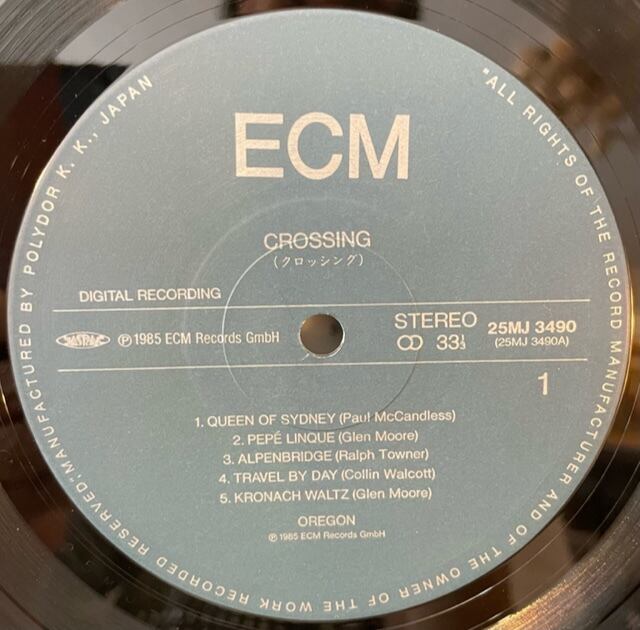 ECM
CROSSING
(クロッシング)
DIGITAL RECORDING
JASRAC ℗1985 ECM Records GmbH
STEREO
33⅓
25MJ 3490
(25MJ 3490A)
1
1. QUEEN OF SYDNEY (Paul McCandless)
2. PEPÉ LINQUE (Glen Moore)
3. ALPENBRIDGE (Ralph Towner)
4. TRAVEL BY DAY (Collin Walcott)
5. KRONACH WALTZ (Glen Moore)
OREGON
℗1985 ECM Records GmbH
"ALL RIGHTS OF THE RECORD MANUFACTURER AND OF THE OWNER OF THE WORK RECORDED RESERVED," MANUFACTURED BY POLYDOR K. K., JAPAN